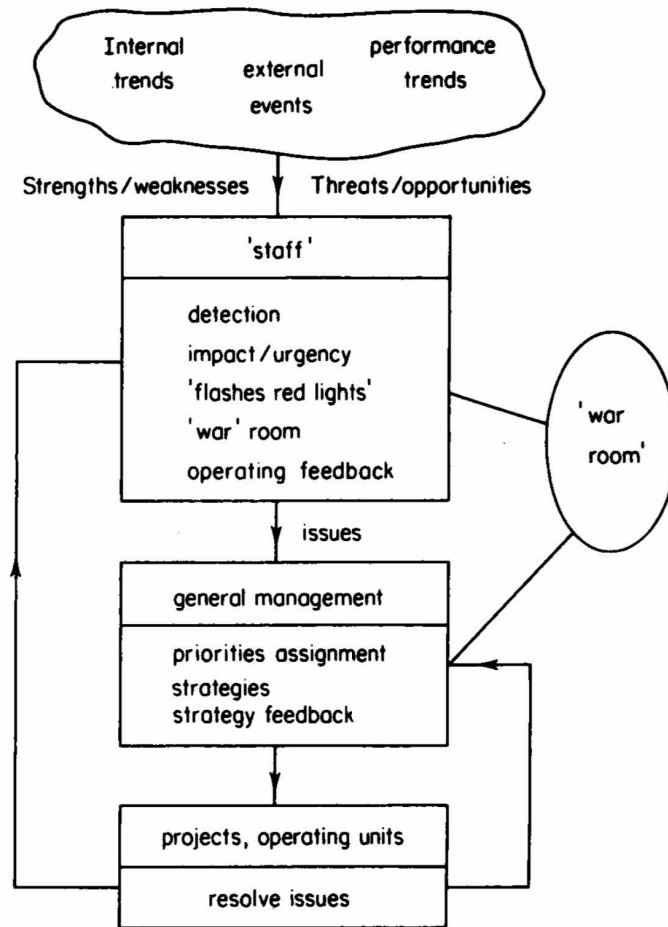 Internal
trends
external
events
performance
trends
Strengths/weaknesses
Threats/opportunities
'staff'
detection
impact/urgency
'flashes red lights'
'war' room
operating feedback
'war
room'
issues
general management
priorities assignment
strategies
strategy feedback
projects, operating units
resolve issues